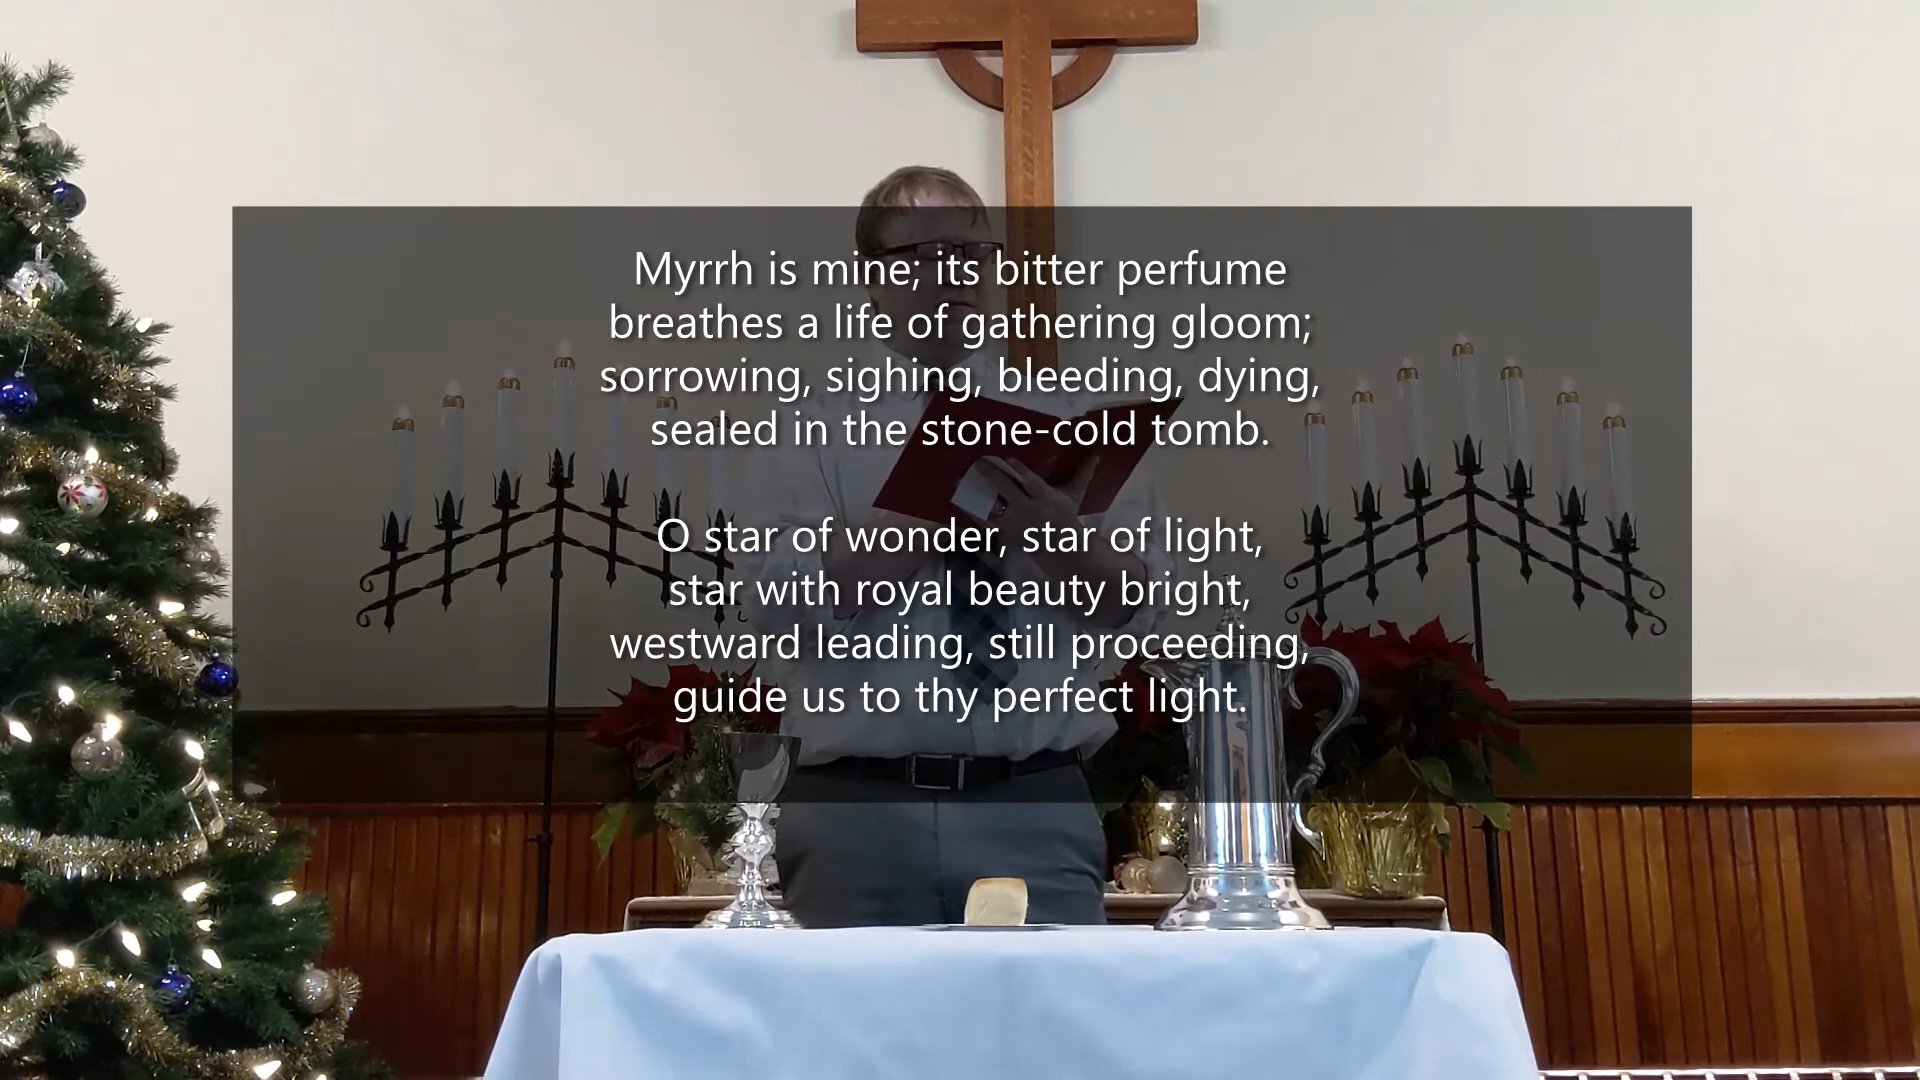 Myrrh is mine; its bitter perfume
breathes a life of gathering gloom;
sorrowing, sighing, bleeding, dying,
sealed in the stone-cold tomb.
O star of wonder, star of light,
star with royal beauty bright,
westward leading, still proceeding,
guide us to thy perfect light.